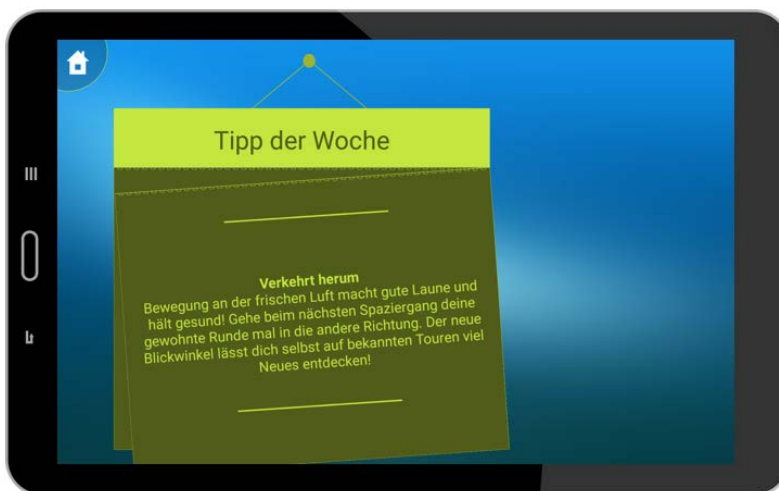 Tipp der Woche
Verkehrt herum
Bewegung an der frischen Luft macht gute Laune und
hält gesund! Gehe beim nächsten Spaziergang deine
gewohnte Runde mal in die andere Richtung. Der neue
Blickwinkel lässt dich selbst auf bekannten Touren viel
Neues entdecken!